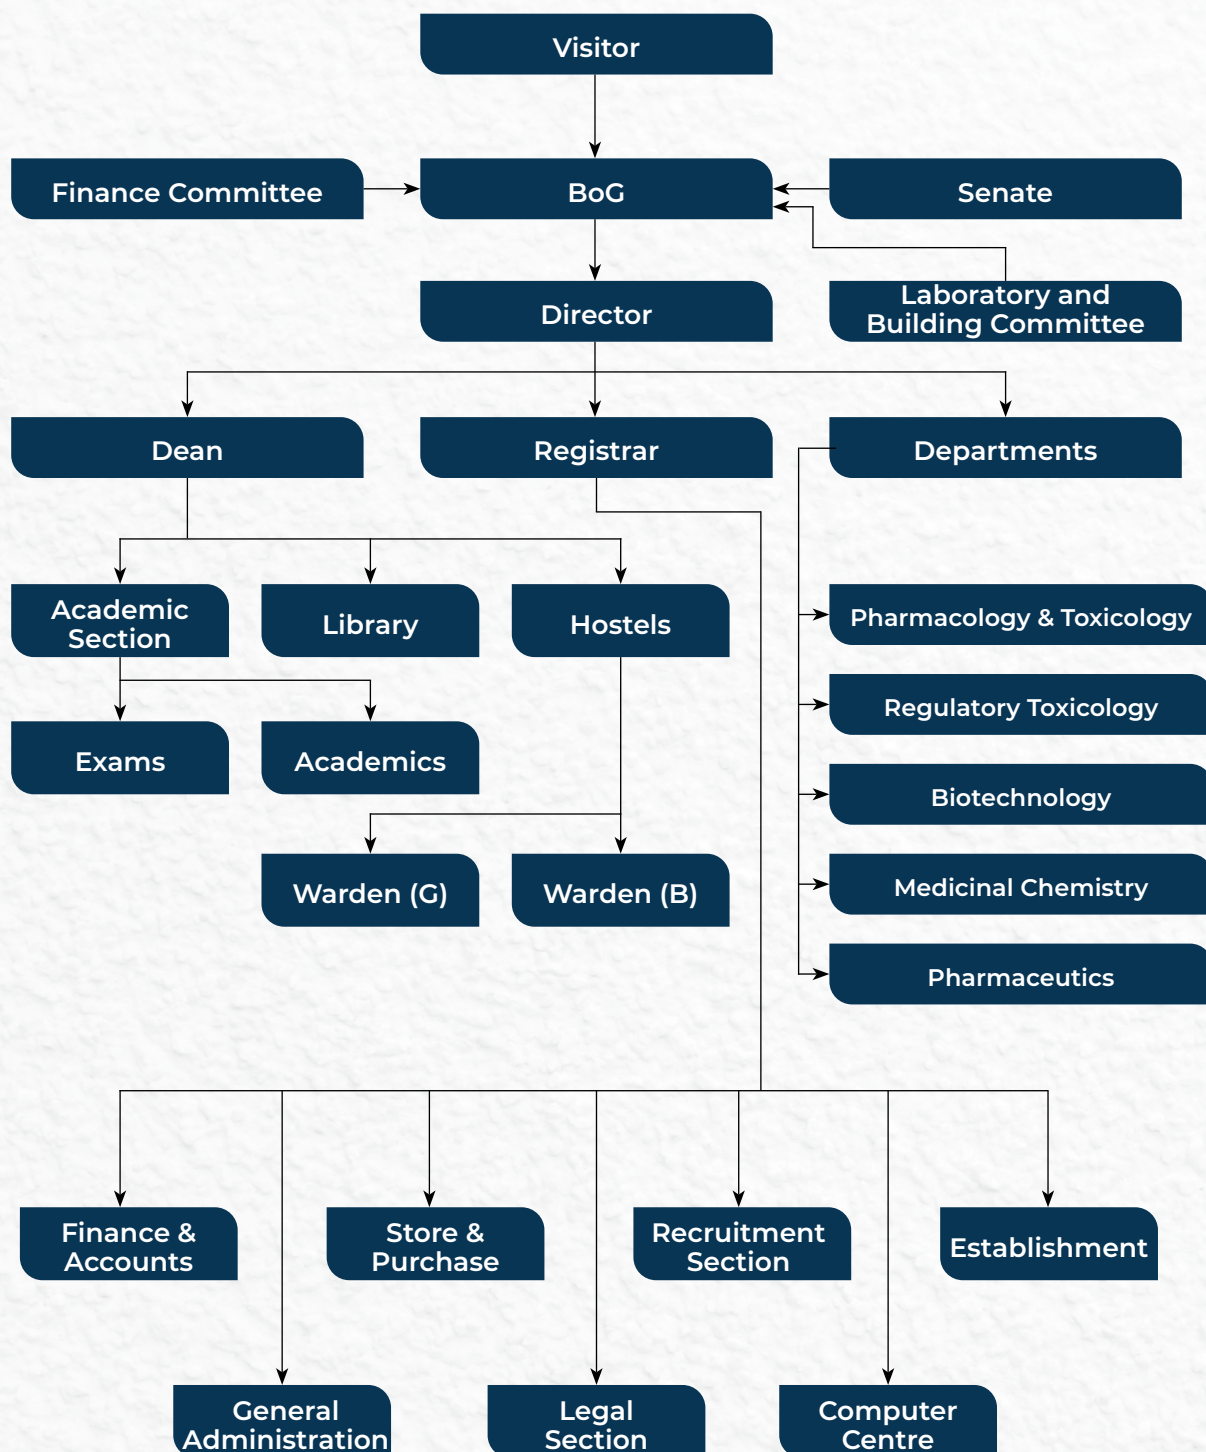 Visitor
Finance Committee
BoG
Senate
Director
Laboratory and
Building Committee
Dean
Registrar
Departments
Academic
Section
Library
Hostels
Pharmacology & Toxicology
Regulatory Toxicology
Exams
Academics
Biotechnology
Warden (G)
Warden (B)
Medicinal Chemistry
Pharmaceutics
Finance &
Accounts
Store &
Purchase
Recruitment
Section
Establishment
General
Administration
Legal
Section
Computer
Centre